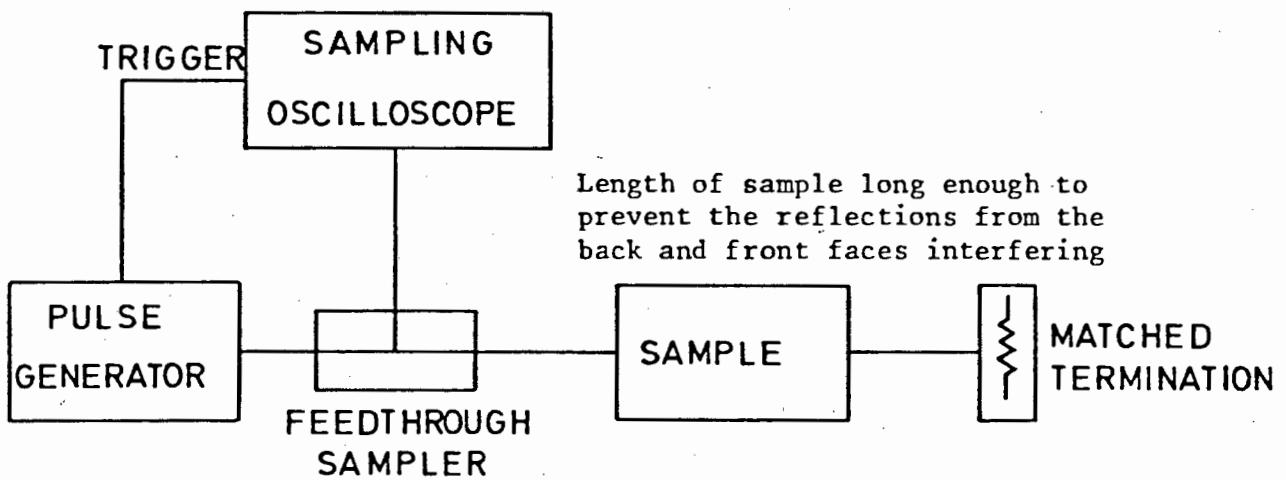 TRIGGER
SAMPLING
OSCILLOSCOPE
Length of sample long enough to
prevent the reflections from the
back and front faces interfering
PULSE
GENERATOR
FEEDTHROUGH
SAMPLER
SAMPLE
MATCHED
TERMINATION